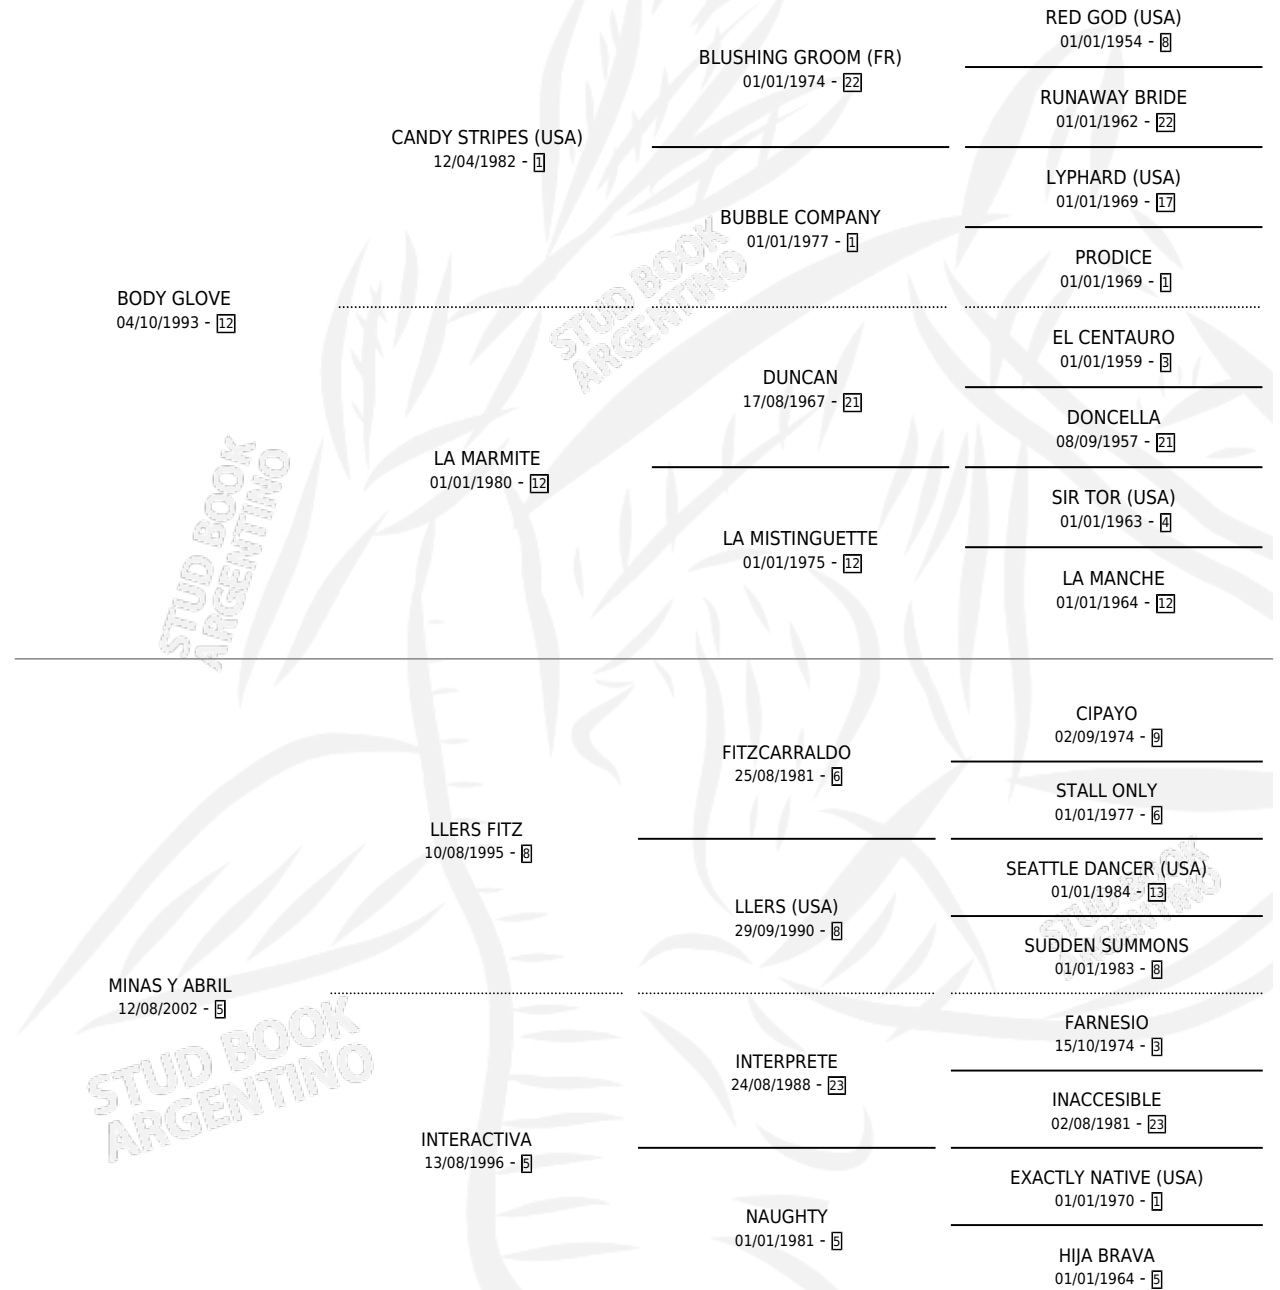 RED GOD (USA)
01/01/1954 - 8
BLUSHING GROOM (FR)
01/01/1974 - 22
RUNAWAY BRIDE
01/01/1962 - 22
CANDY STRIPES (USA)
12/04/1982 - 1
LYPHARD (USA)
01/01/1969 - 17
BUBBLE COMPANY
01/01/1977 - 1
PRODICE
01/01/1969 - 1
BODY GLOVE
04/10/1993 - 12
EL CENTAURO
01/01/1959 - 3
DUNCAN
17/08/1967 - 21
DONCELLA
08/09/1957 - 21
LA MARMITE
01/01/1980 - 12
SIR TOR (USA)
01/01/1963 - 4
LA MISTINGUETTE
01/01/1975 - 12
LA MANCHE
01/01/1964 - 12
CIPAYO
02/09/1974 - 9
FITZCARRALDO
25/08/1981 - 6
STALL ONLY
01/01/1977 - 6
LLERS FITZ
10/08/1995 - 8
SEATTLE DANCER (USA)
01/01/1984 - 13
LLERS (USA)
29/09/1990 - 8
SUDDEN SUMMONS
01/01/1983 - 8
MINAS Y ABRIL
12/08/2002 - 5
FARNESIO
15/10/1974 - 3
INTERPRETE
24/08/1988 - 23
INACCESIBLE
02/08/1981 - 23
INTERACTIVA
13/08/1996 - 5
EXACTLY NATIVE (USA)
01/01/1970 - 1
NAUGHTY
01/01/1981 - 5
HIJA BRAVA
01/01/1964 - 5
STUD BOOK
ARGENTINO
STUD BOOK
ARGENTINO
STUD BOOK
ARGENTINO
STUD BOOK
ARGENTINO